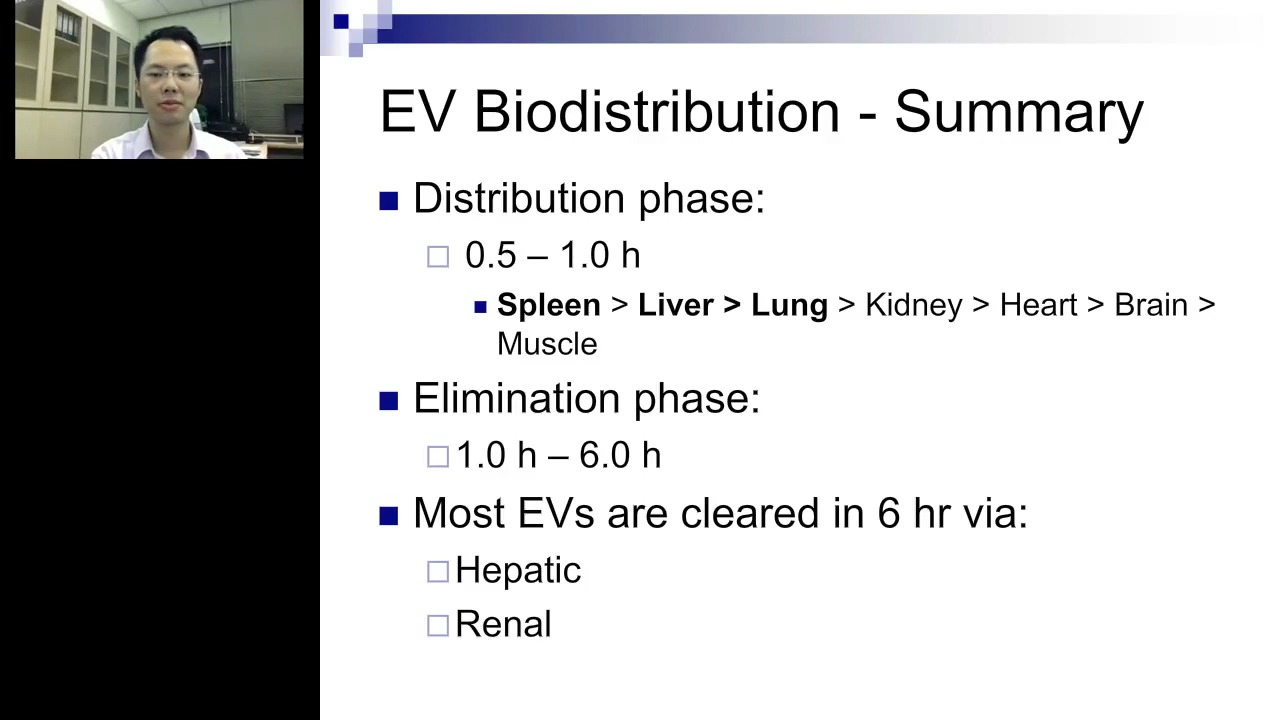 EV Biodistribution - Summary
Distribution phase:
0.5 – 1.0 h
Spleen > Liver > Lung > Kidney > Heart > Brain >
Muscle
Elimination phase:
1.0 h – 6.0 h
Most EVs are cleared in 6 hr via:
Hepatic
Renal